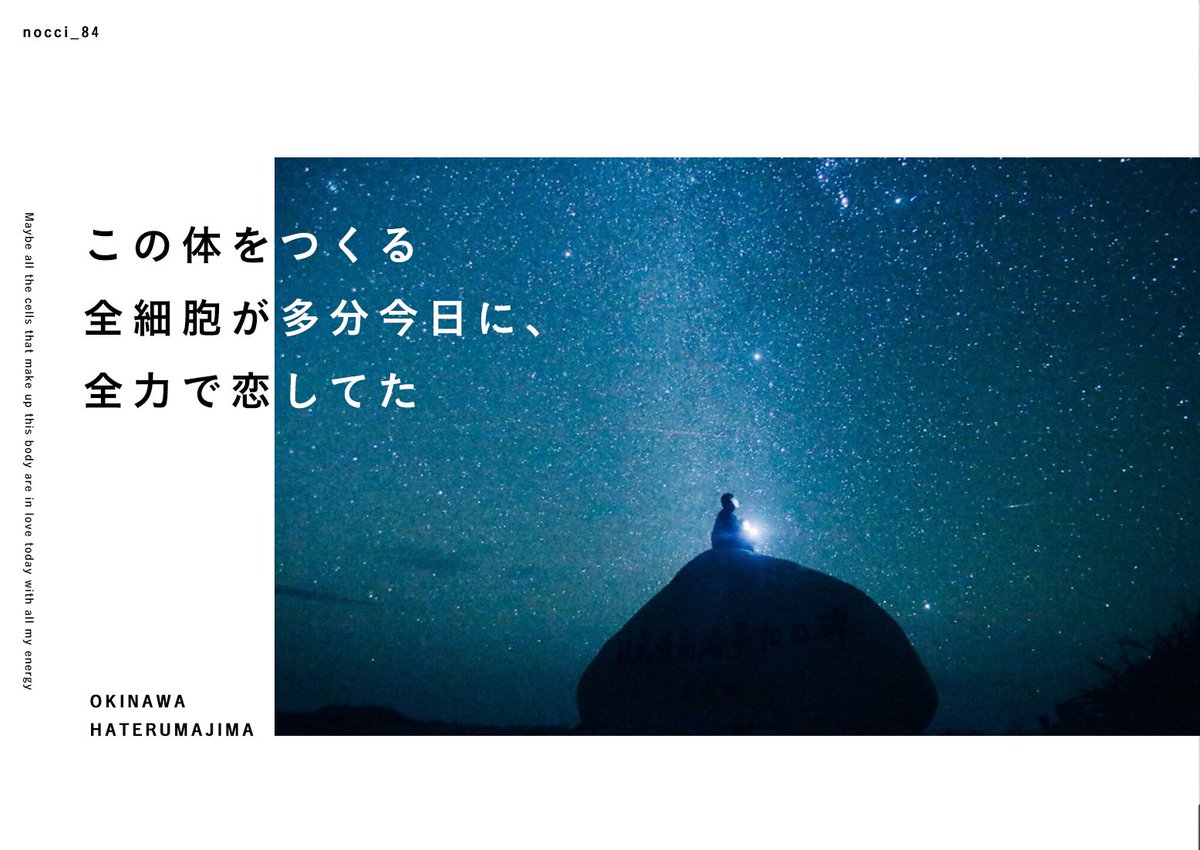 nocci_84
この体をつくる
全細胞が多分今日に、
全力で恋してた
Maybe all the cells that make up this body are in love today with all my energy
OKINAWA
HATERUMAJIMA